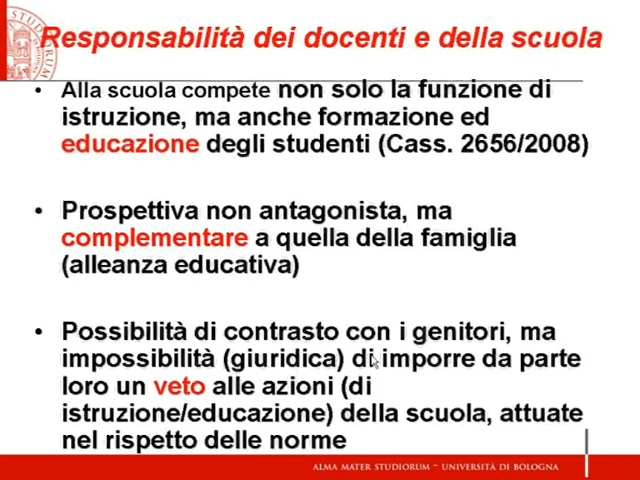 Responsabilità dei docenti e della scuola
• Alla scuola compete non solo la funzione di
istruzione, ma anche formazione ed
educazione degli studenti (Cass. 2656/2008)
• Prospettiva non antagonista, ma
complementare a quella della famiglia
(alleanza educativa)
• Possibilità di contrasto con i genitori, ma
impossibilità (giuridica) di imporre da parte
loro un veto alle azioni (di
istruzione/educazione) della scuola, attuate
nel rispetto delle norme
ALMA MATER STUDIORUM ~ UNIVERSITÀ DI BOLOGNA